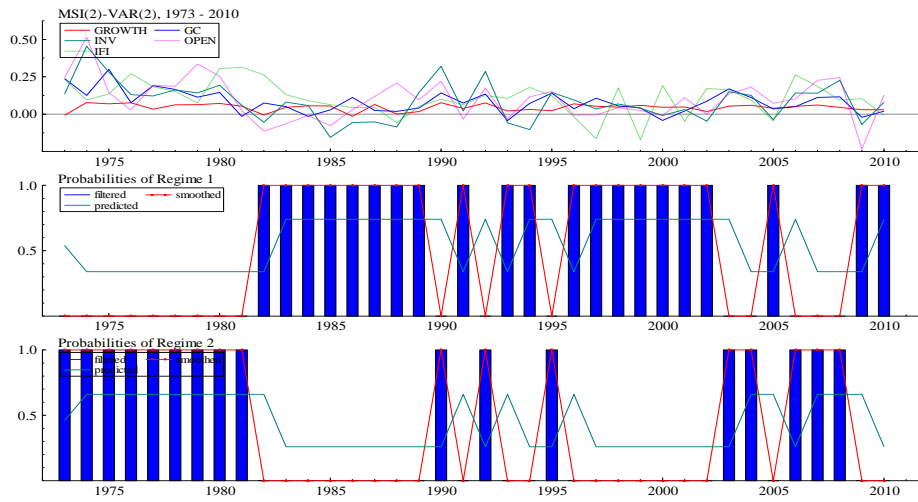 MSI(2)-VAR(2), 1973 - 2010
GROWTH GC
INV OPEN
IFI
0.50
0.25
0.00
1975 1980 1985 1990 1995 2000 2005 2010
Probabilities of Regime 1
1.0
filtered smoothed
predicted
0.5
1975 1980 1985 1990 1995 2000 2005 2010
Probabilities of Regime 2
1.0
filtered smoothed
predicted
0.5
1975 1980 1985 1990 1995 2000 2005 2010